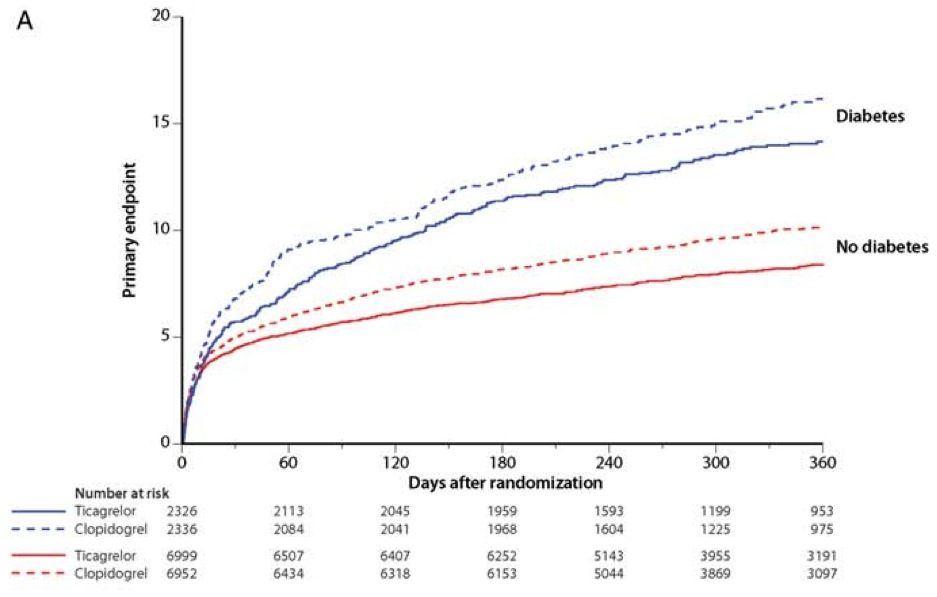 A
20
15
10
5
0
Primary endpoint
Diabetes
No diabetes
0 60 120 180 240 300 360
Days after randomization
Number at risk
Ticagrelor 2326 2113 2045 1959 1593 1199 953
Clopidogrel 2336 2084 2041 1968 1604 1225 975
Ticagrelor 6999 6507 6407 6252 5143 3955 3191
Clopidogrel 6952 6434 6318 6153 5044 3869 3097